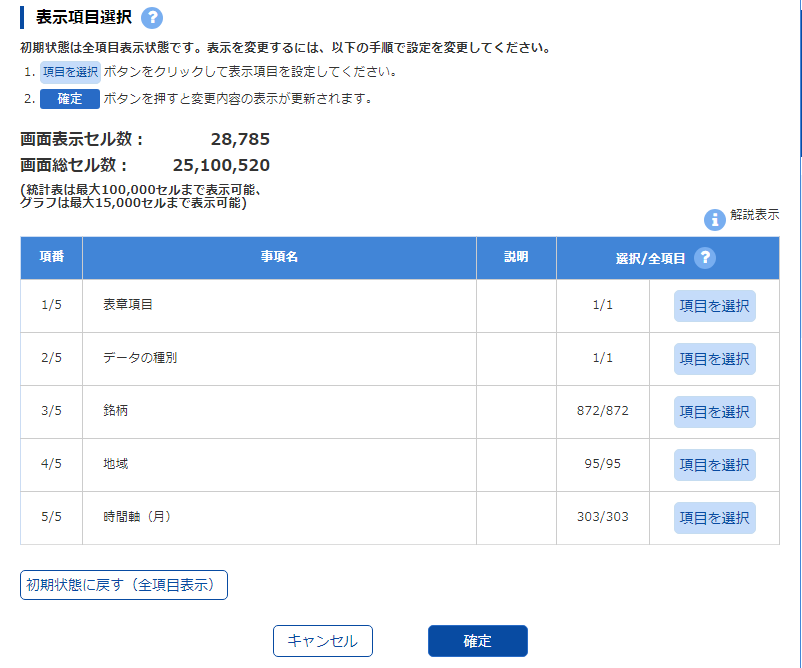 表示項目選択 ?
初期状態は全項目表示状態です。表示を変更するには、以下の手順で設定を変更してください。
1. 項目を選択 ボタンをクリックして表示項目を設定してください。
2. 確定 ボタンを押すと変更内容の表示が更新されます。
画面表示セル数： 28,785
画面総セル数： 25,100,520
(統計表は最大100,000セルまで表示可能、
グラフは最大15,000セルまで表示可能)
i 解説表示
項番 事項名 説明 選択/全項目 ?
1/5 表章項目 1/1 項目を選択
2/5 データの種別 1/1 項目を選択
3/5 銘柄 872/872 項目を選択
4/5 地域 95/95 項目を選択
5/5 時間軸（月） 303/303 項目を選択
初期状態に戻す（全項目表示）
キャンセル 確定